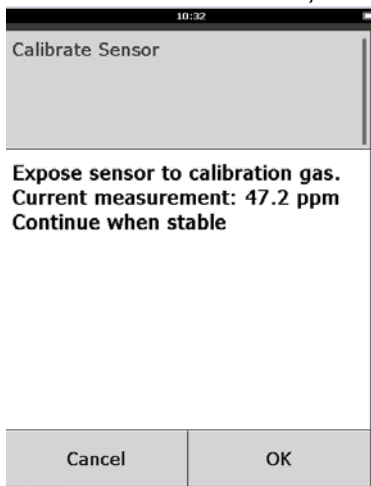 10:32
Calibrate Sensor
Expose sensor to calibration gas.
Current measurement: 47.2 ppm
Continue when stable
Cancel
OK